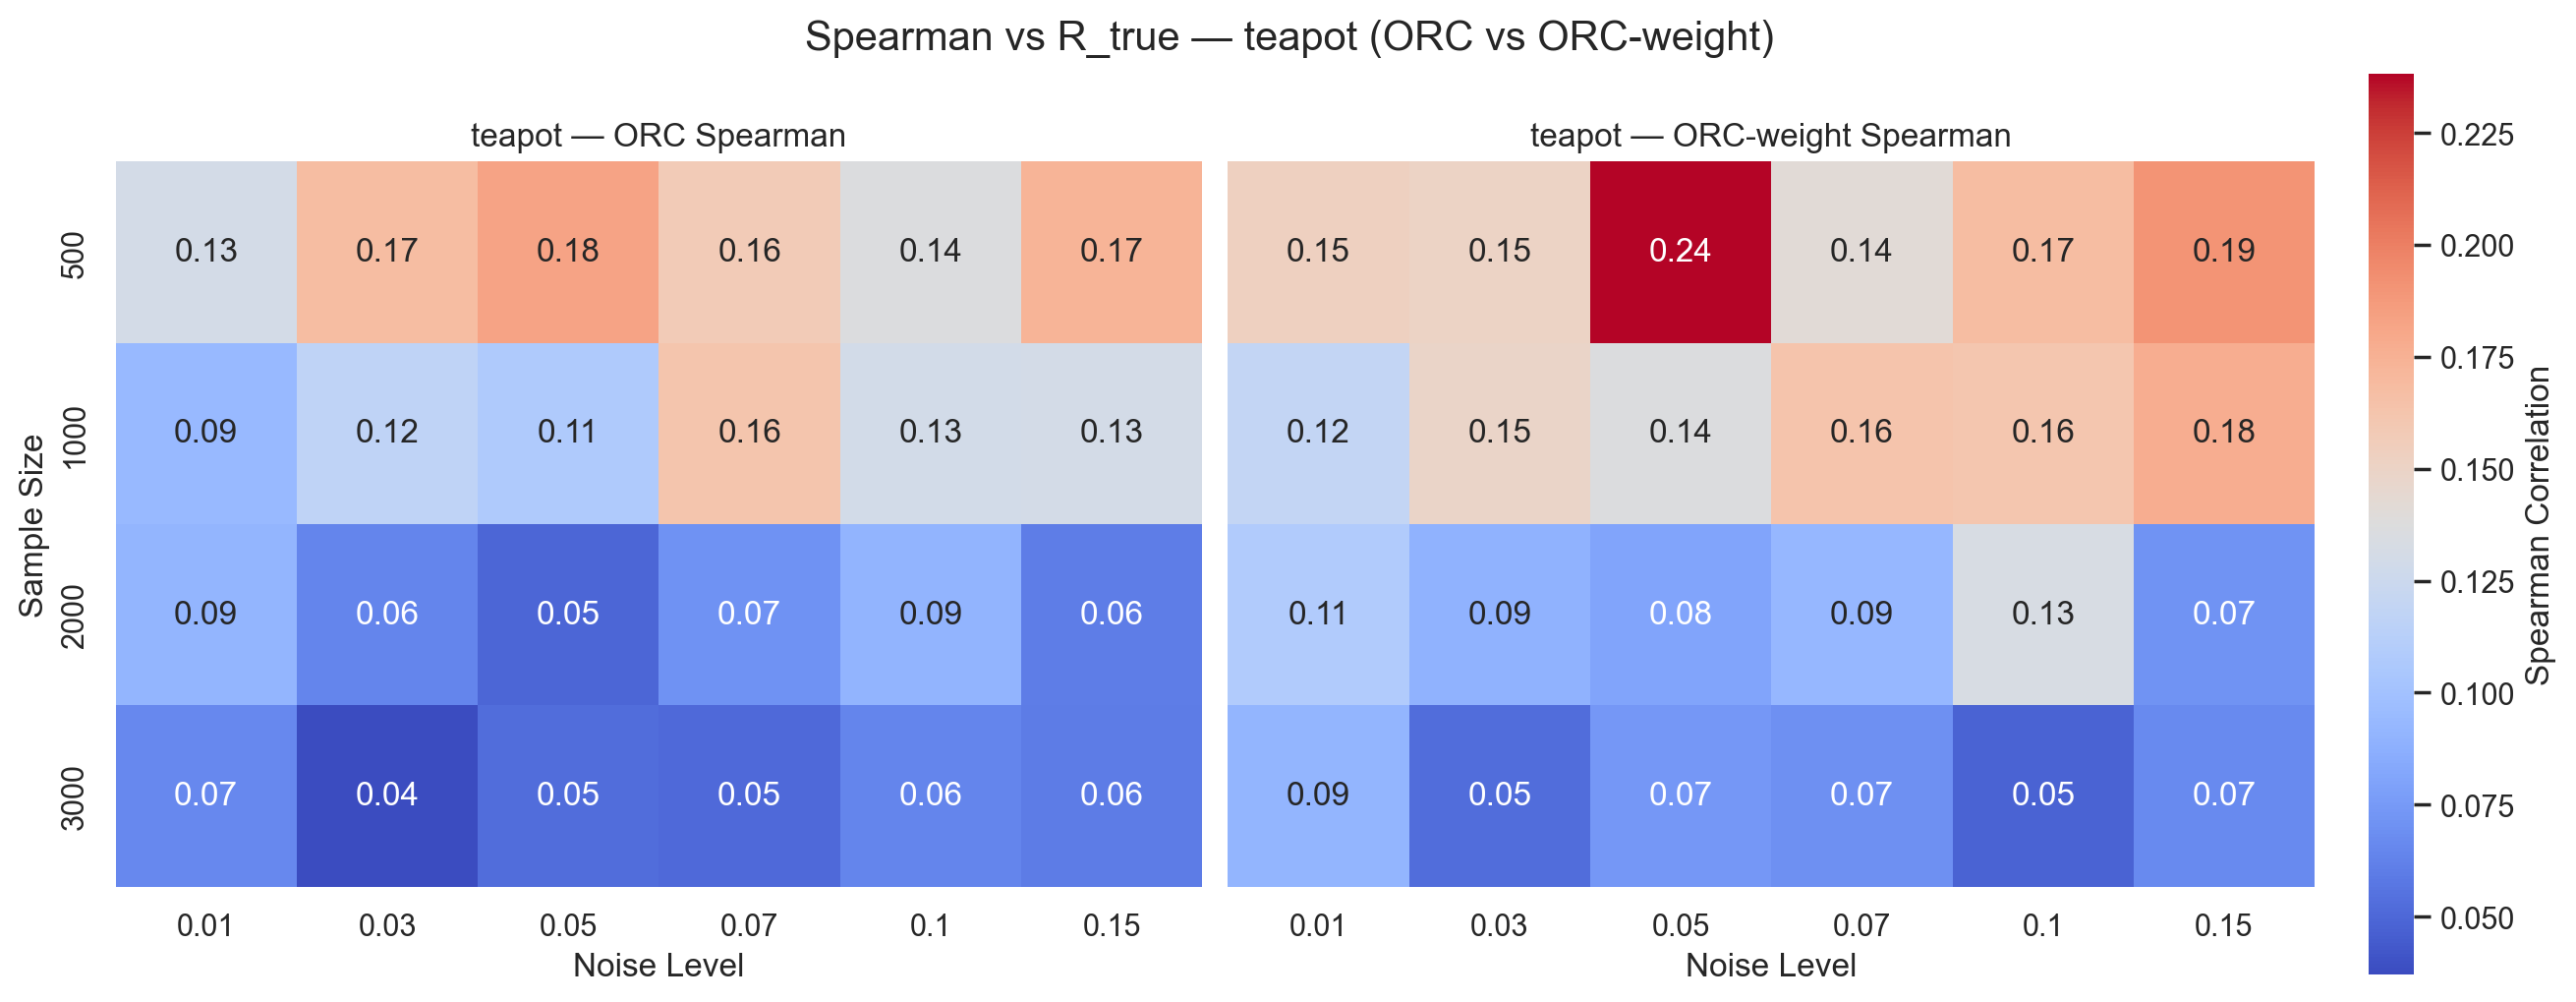 Spearman vs R_true — teapot (ORC vs ORC-weight)
teapot — ORC Spearman
Sample Size
500
0.13 0.17 0.18 0.16 0.14 0.17
1000
0.09 0.12 0.11 0.16 0.13 0.13
2000
0.09 0.06 0.05 0.07 0.09 0.06
3000
0.07 0.04 0.05 0.05 0.06 0.06
0.01 0.03 0.05 0.07 0.1 0.15
Noise Level
teapot — ORC-weight Spearman
0.15 0.15 0.24 0.14 0.17 0.19
0.12 0.15 0.14 0.16 0.16 0.18
0.11 0.09 0.08 0.09 0.13 0.07
0.09 0.05 0.07 0.07 0.05 0.07
0.01 0.03 0.05 0.07 0.1 0.15
Noise Level
0.225
0.200
0.175
0.150
0.125
0.100
0.075
0.050
Spearman Correlation